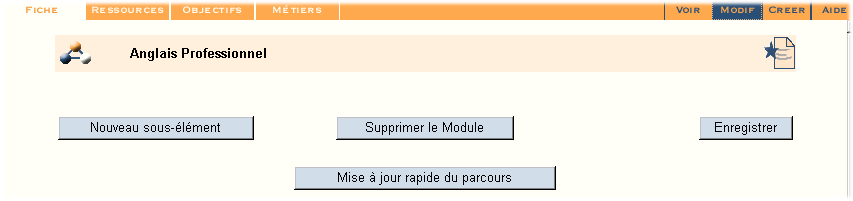 FICHE RESSOURCES OBJECTIFS MÉTIERS VOIR MODIF CREER AIDE
Anglais Professionnel
Nouveau sous-élément Supprimer le Module Enregistrer
Mise à jour rapide du parcours